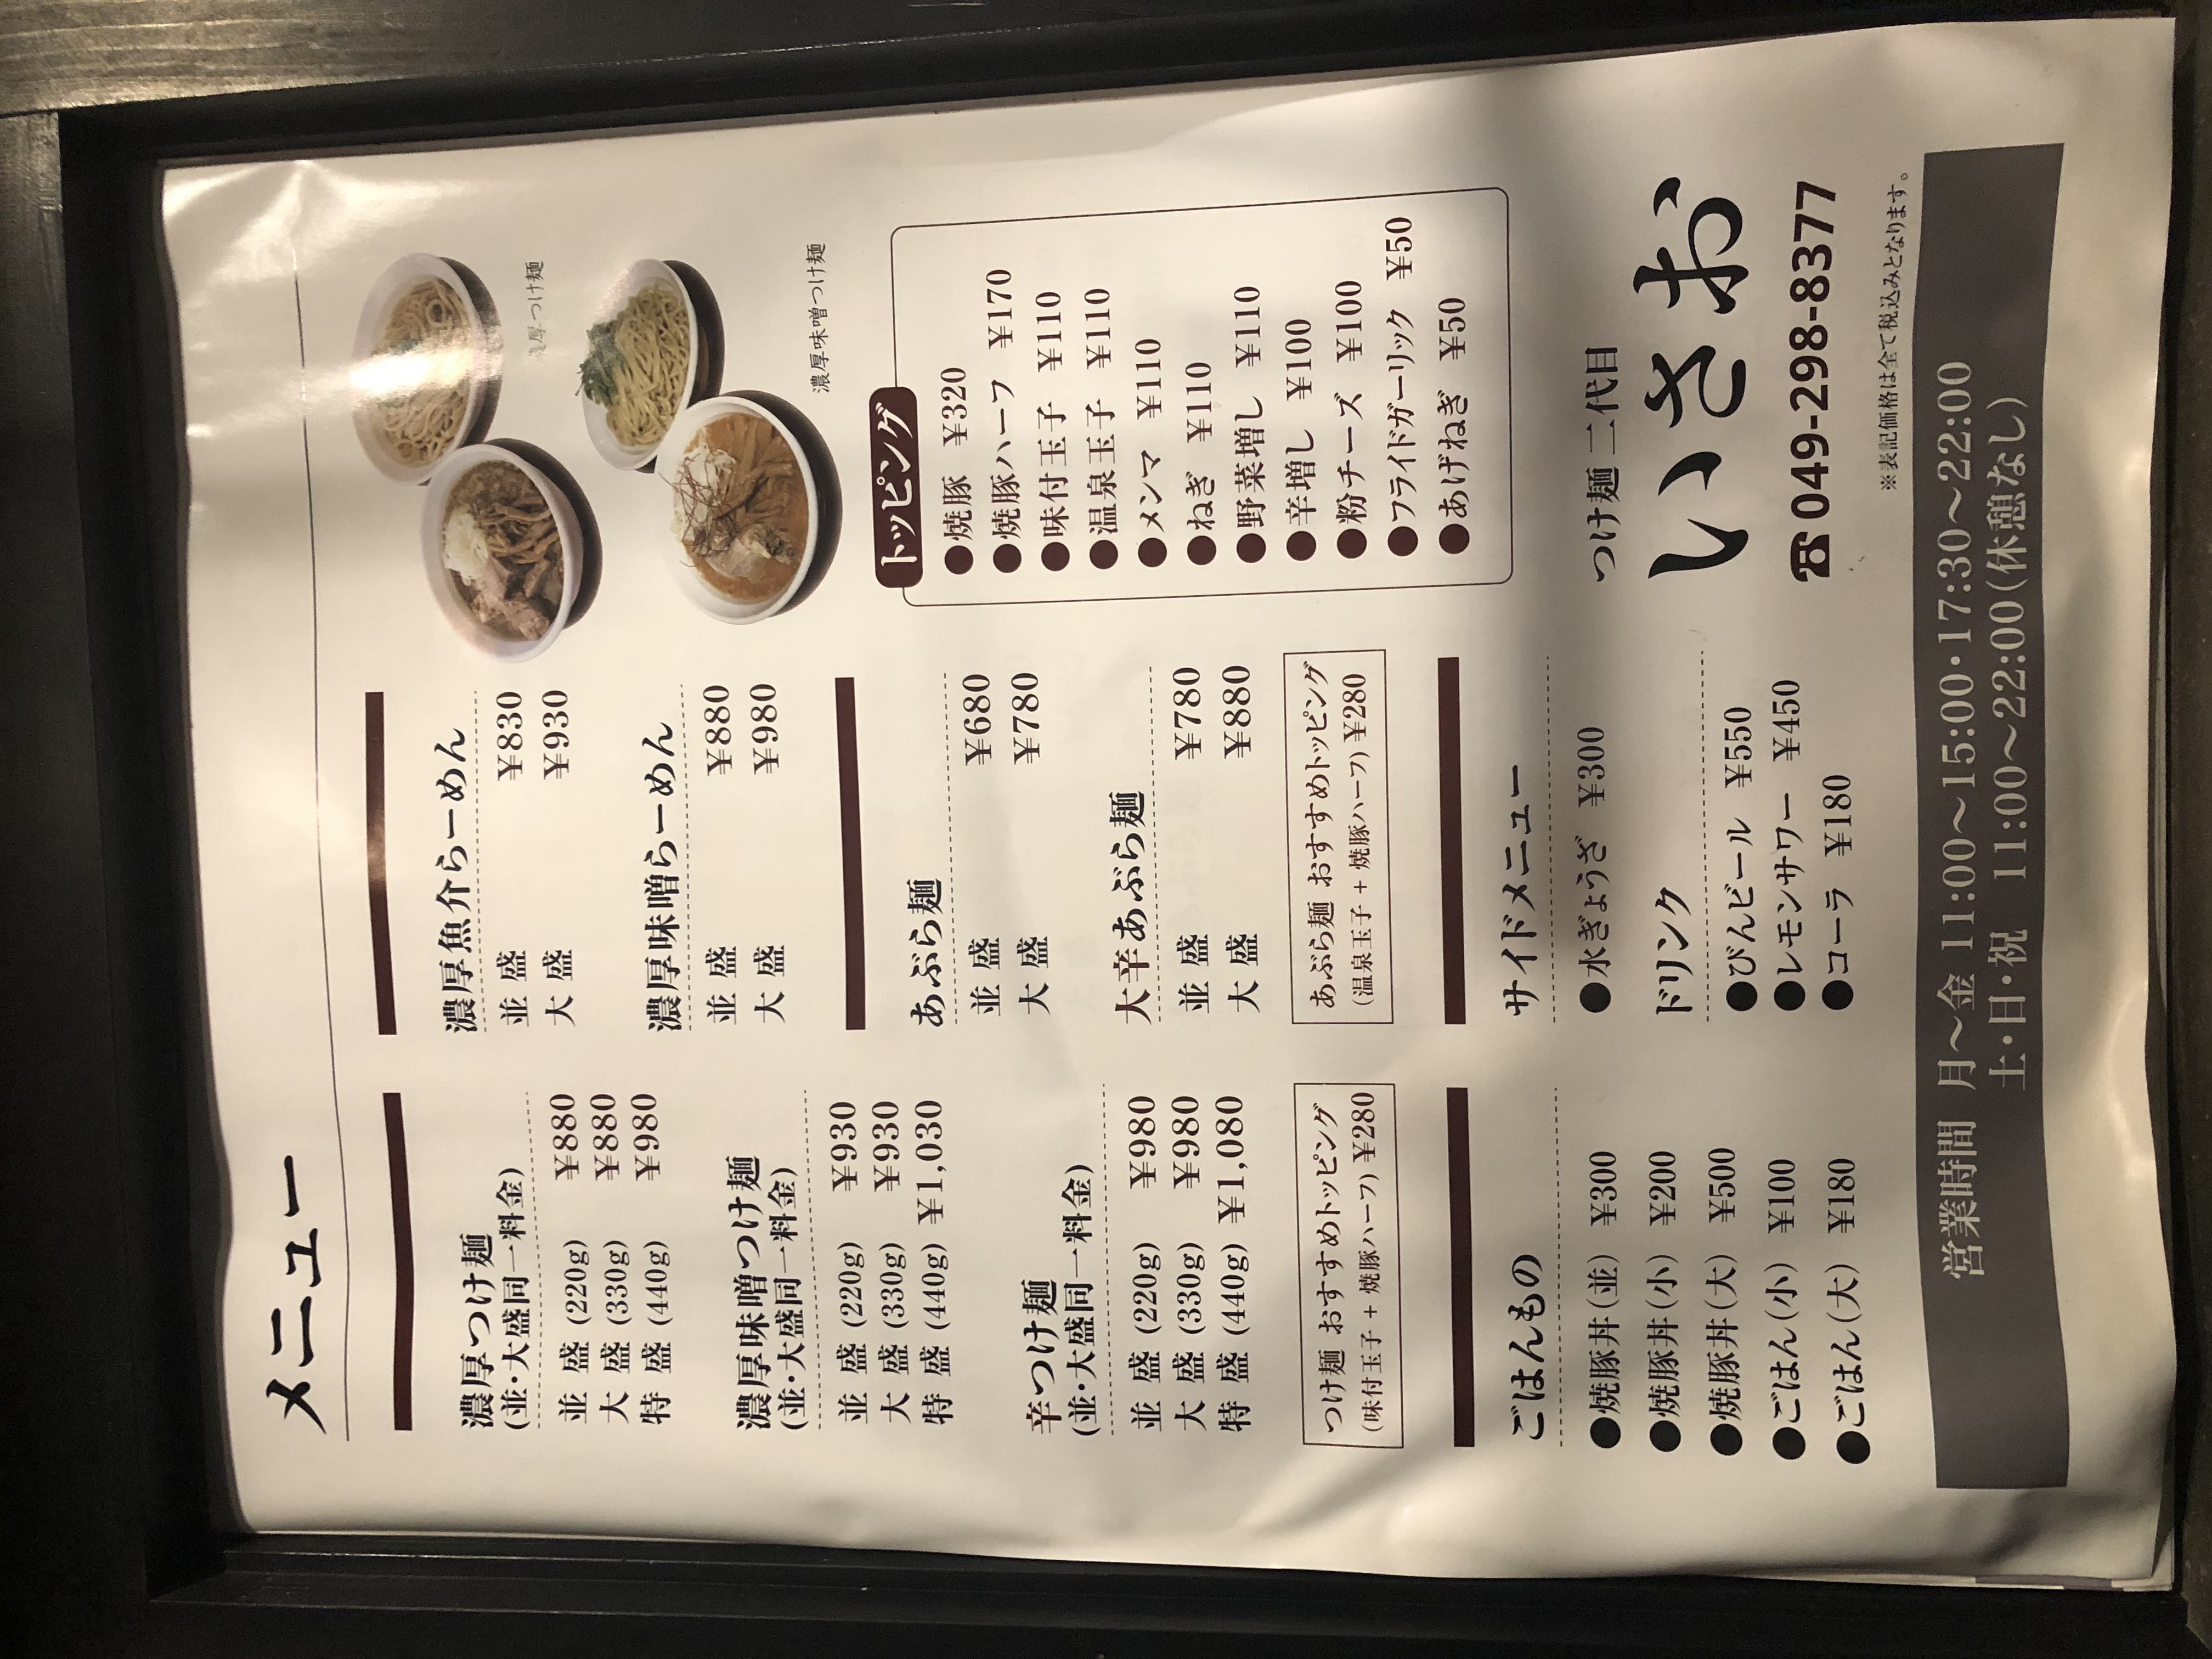 メニュー
濃厚つけ麺
(並・大盛同一料金)
並 盛 (220g) ¥880
大 盛 (330g) ¥880
特 盛 (440g) ¥980
濃厚味噌つけ麺
(並・大盛同一料金)
並 盛 (220g) ¥930
大 盛 (330g) ¥930
特 盛 (440g) ¥1,030
辛つけ麺
(並・大盛同一料金)
並 盛 (220g) ¥980
大 盛 (330g) ¥980
特 盛 (440g) ¥1,080
つけ麺 おすすめトッピング
(味付玉子 + 焼豚ハーフ) ¥280
ごはんもの
●焼豚丼(並) ¥300
●焼豚丼(小) ¥200
●焼豚丼(大) ¥500
●ごはん(小) ¥100
●ごはん(大) ¥180
濃厚魚介らーめん
並 盛 ¥830
大 盛 ¥930
濃厚味噌らーめん
並 盛 ¥880
大 盛 ¥980
あぶら麺
並 盛 ¥680
大 盛 ¥780
大辛あぶら麺
並 盛 ¥780
大 盛 ¥880
あぶら麺 おすすめトッピング
(温泉玉子 + 焼豚ハーフ) ¥280
サイドメニュー
●水ぎょうざ ¥300
ドリンク
●びんビール ¥550
●レモンサワー ¥450
●コーラ ¥180
濃厚つけ麺
濃厚味噌つけ麺
トッピング
●焼豚 ¥320
●焼豚ハーフ ¥170
●味付玉子 ¥110
●温泉玉子 ¥110
●メンマ ¥110
●ねぎ ¥110
●野菜増し ¥110
●辛増し ¥100
●粉チーズ ¥100
●フライドガーリック ¥50
●あげねぎ ¥50
つけ麺 二代目
いさお
☎049-298-8377
※表記価格は全て税込みとなります。
営業時間 月〜金 11:00〜15:00・17:30〜22:00
土・日・祝 11:00〜22:00(休憩なし)